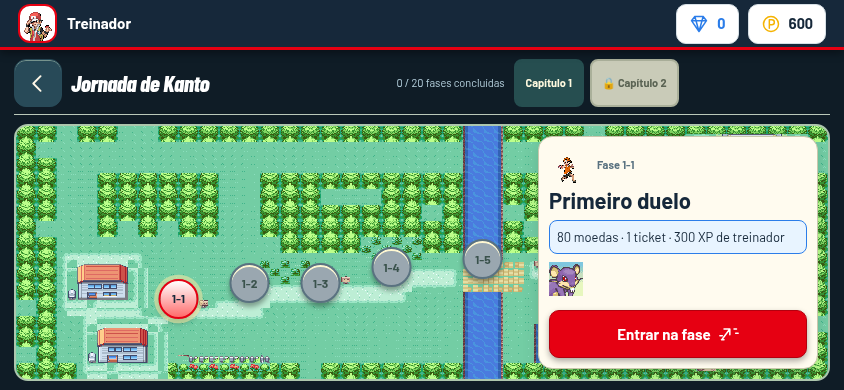 Treinador
0
600
Jornada de Kanto
0 / 20 fases concluídas
Capítulo 1
🔒 Capítulo 2
Fase 1-1
Primeiro duelo
80 moedas · 1 ticket · 300 XP de treinador
Entrar na fase
1-1
1-2
1-3
1-4
1-5